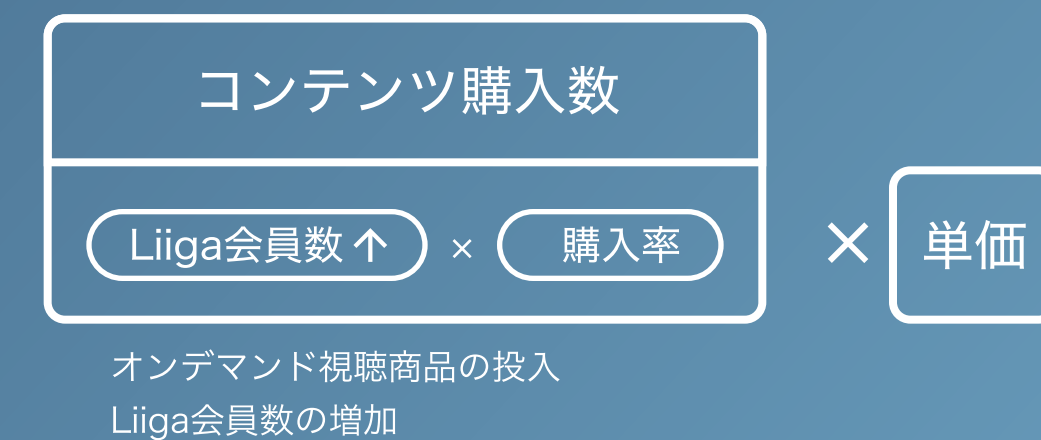 コンテンツ購入数
Liiga会員数↑ × 購入率
× 単価
オンデマンド視聴商品の投入
Liiga会員数の増加